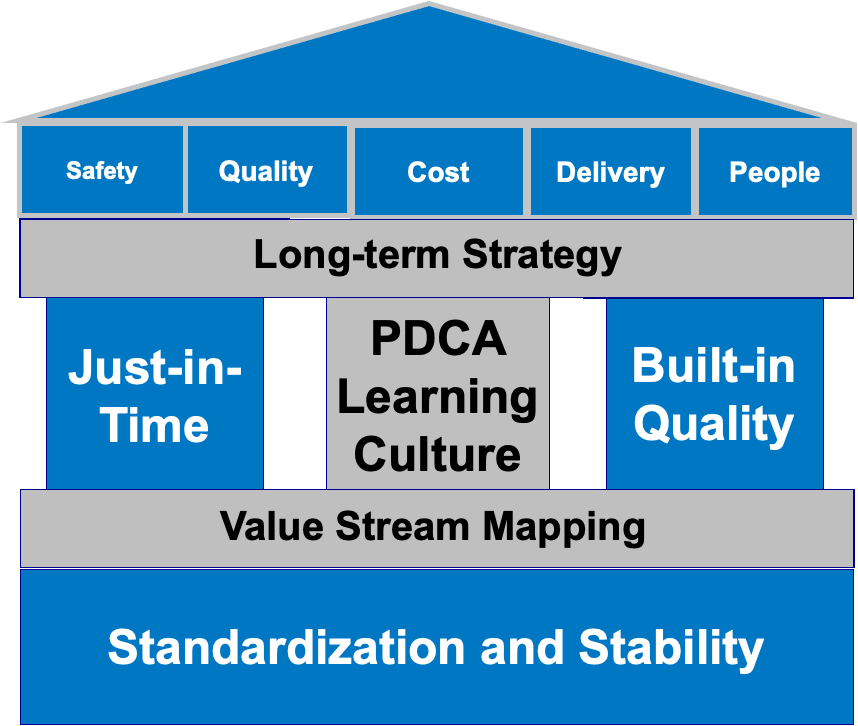 Safety
Quality
Cost
Delivery
People
Long-term Strategy
Just-in-
Time
PDCA
Learning
Culture
Built-in
Quality
Value Stream Mapping
Standardization and Stability